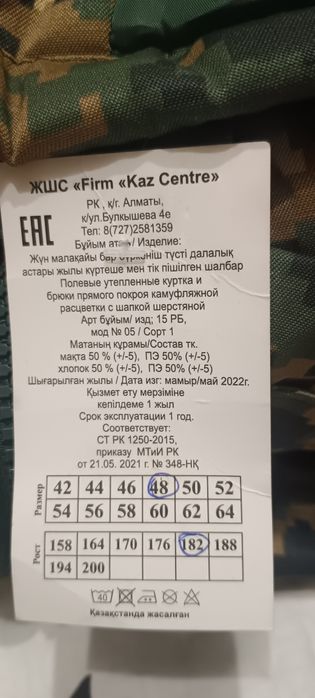 ЖШС «Firm «Kaz Centre»
РК , қ/г. Алматы,
к/ул.Булкышева 4е
EAC
Тел: 8(727)2581359
Бұйым / Изделие:
Жүн малақайы бар түсті далалық
астары жылы күртеше мен тік пішілген шалбар
Полевые утепленные куртка и
брюки прямого покроя камуфляжной
расцветки с шапкой шерстяной
Арт бұйым/ изд; 15 РБ,
мод № 05 / Сорт 1
Матаның құрамы/Состав тк.
мақта 50 % (+/-5), ПЭ 50% (+/-5)
хлопок 50 % (+/-5), ПЭ 50% (+/-5)
Шығарылған жылы / Дата изг: мамыр/май 2022г.
Қызмет ету мерзіміне
кепілдеме 1 жыл
Срок эксплуатации 1 год.
Соответствует:
СТ РК 1250-2015,
приказу МТиИ РК
от 21.05. 2021 г. № 348-НҚ
Размер
42 44 46 48 50 52
54 56 58 60 62 64
Рост
158 164 170 176 182 188
194 200
40
Қазақстанда жасалған